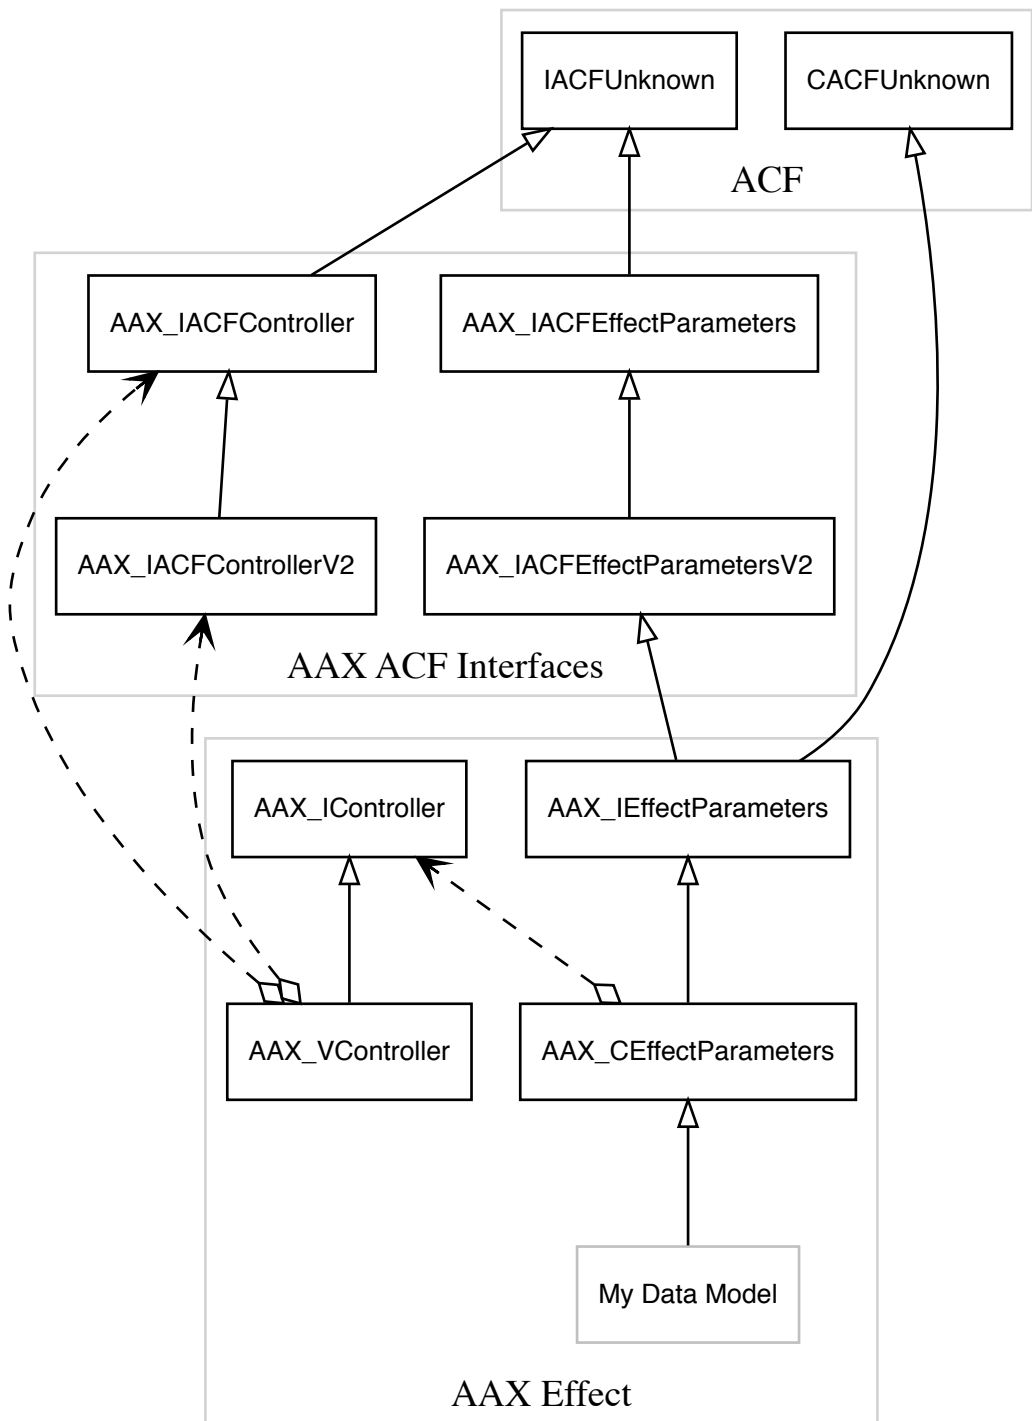 IACFUnknown
CACFUnknown
ACF
AAX_IACFController
AAX_IACFEffectParameters
AAX_IACFControllerV2
AAX_IACFEffectParametersV2
AAX ACF Interfaces
AAX_IController
AAX_IEffectParameters
AAX_VController
AAX_CEffectParameters
My Data Model
AAX Effect